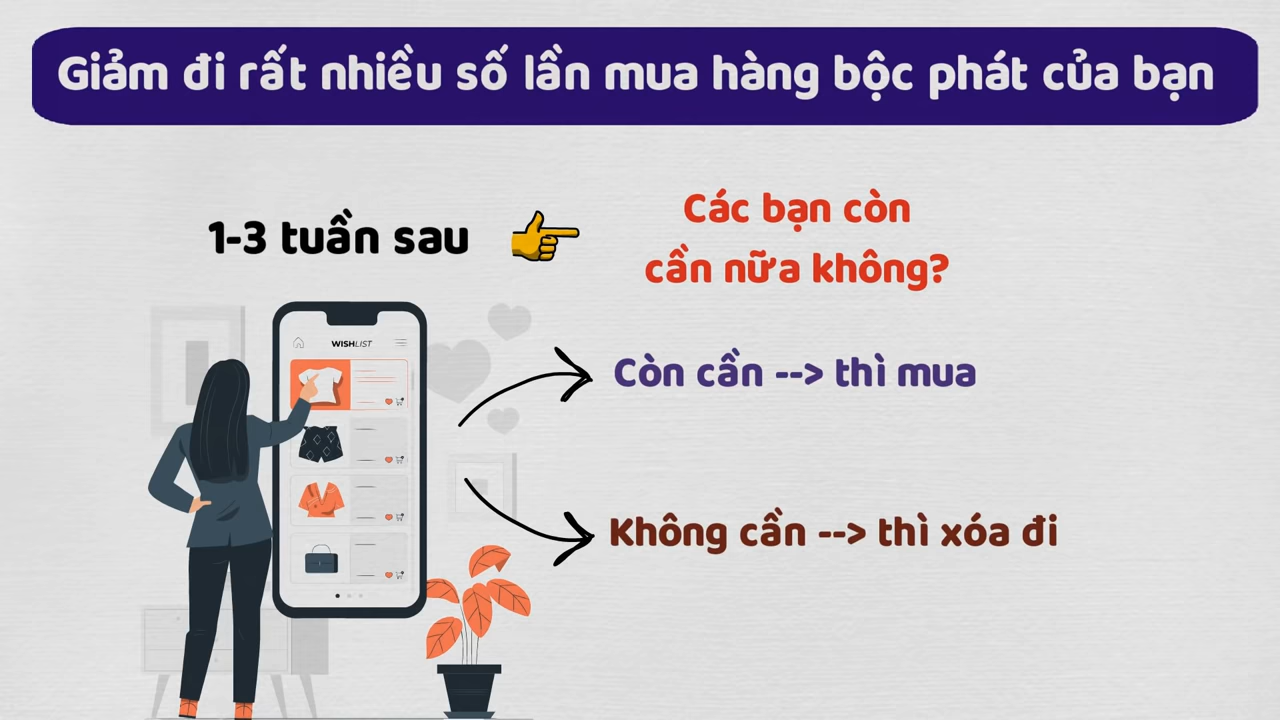 Giảm đi rất nhiều số lần mua hàng bộc phát của bạn
1-3 tuần sau
Các bạn còn
cần nữa không?
WISHLIST
Còn cần --> thì mua
Không cần --> thì xóa đi